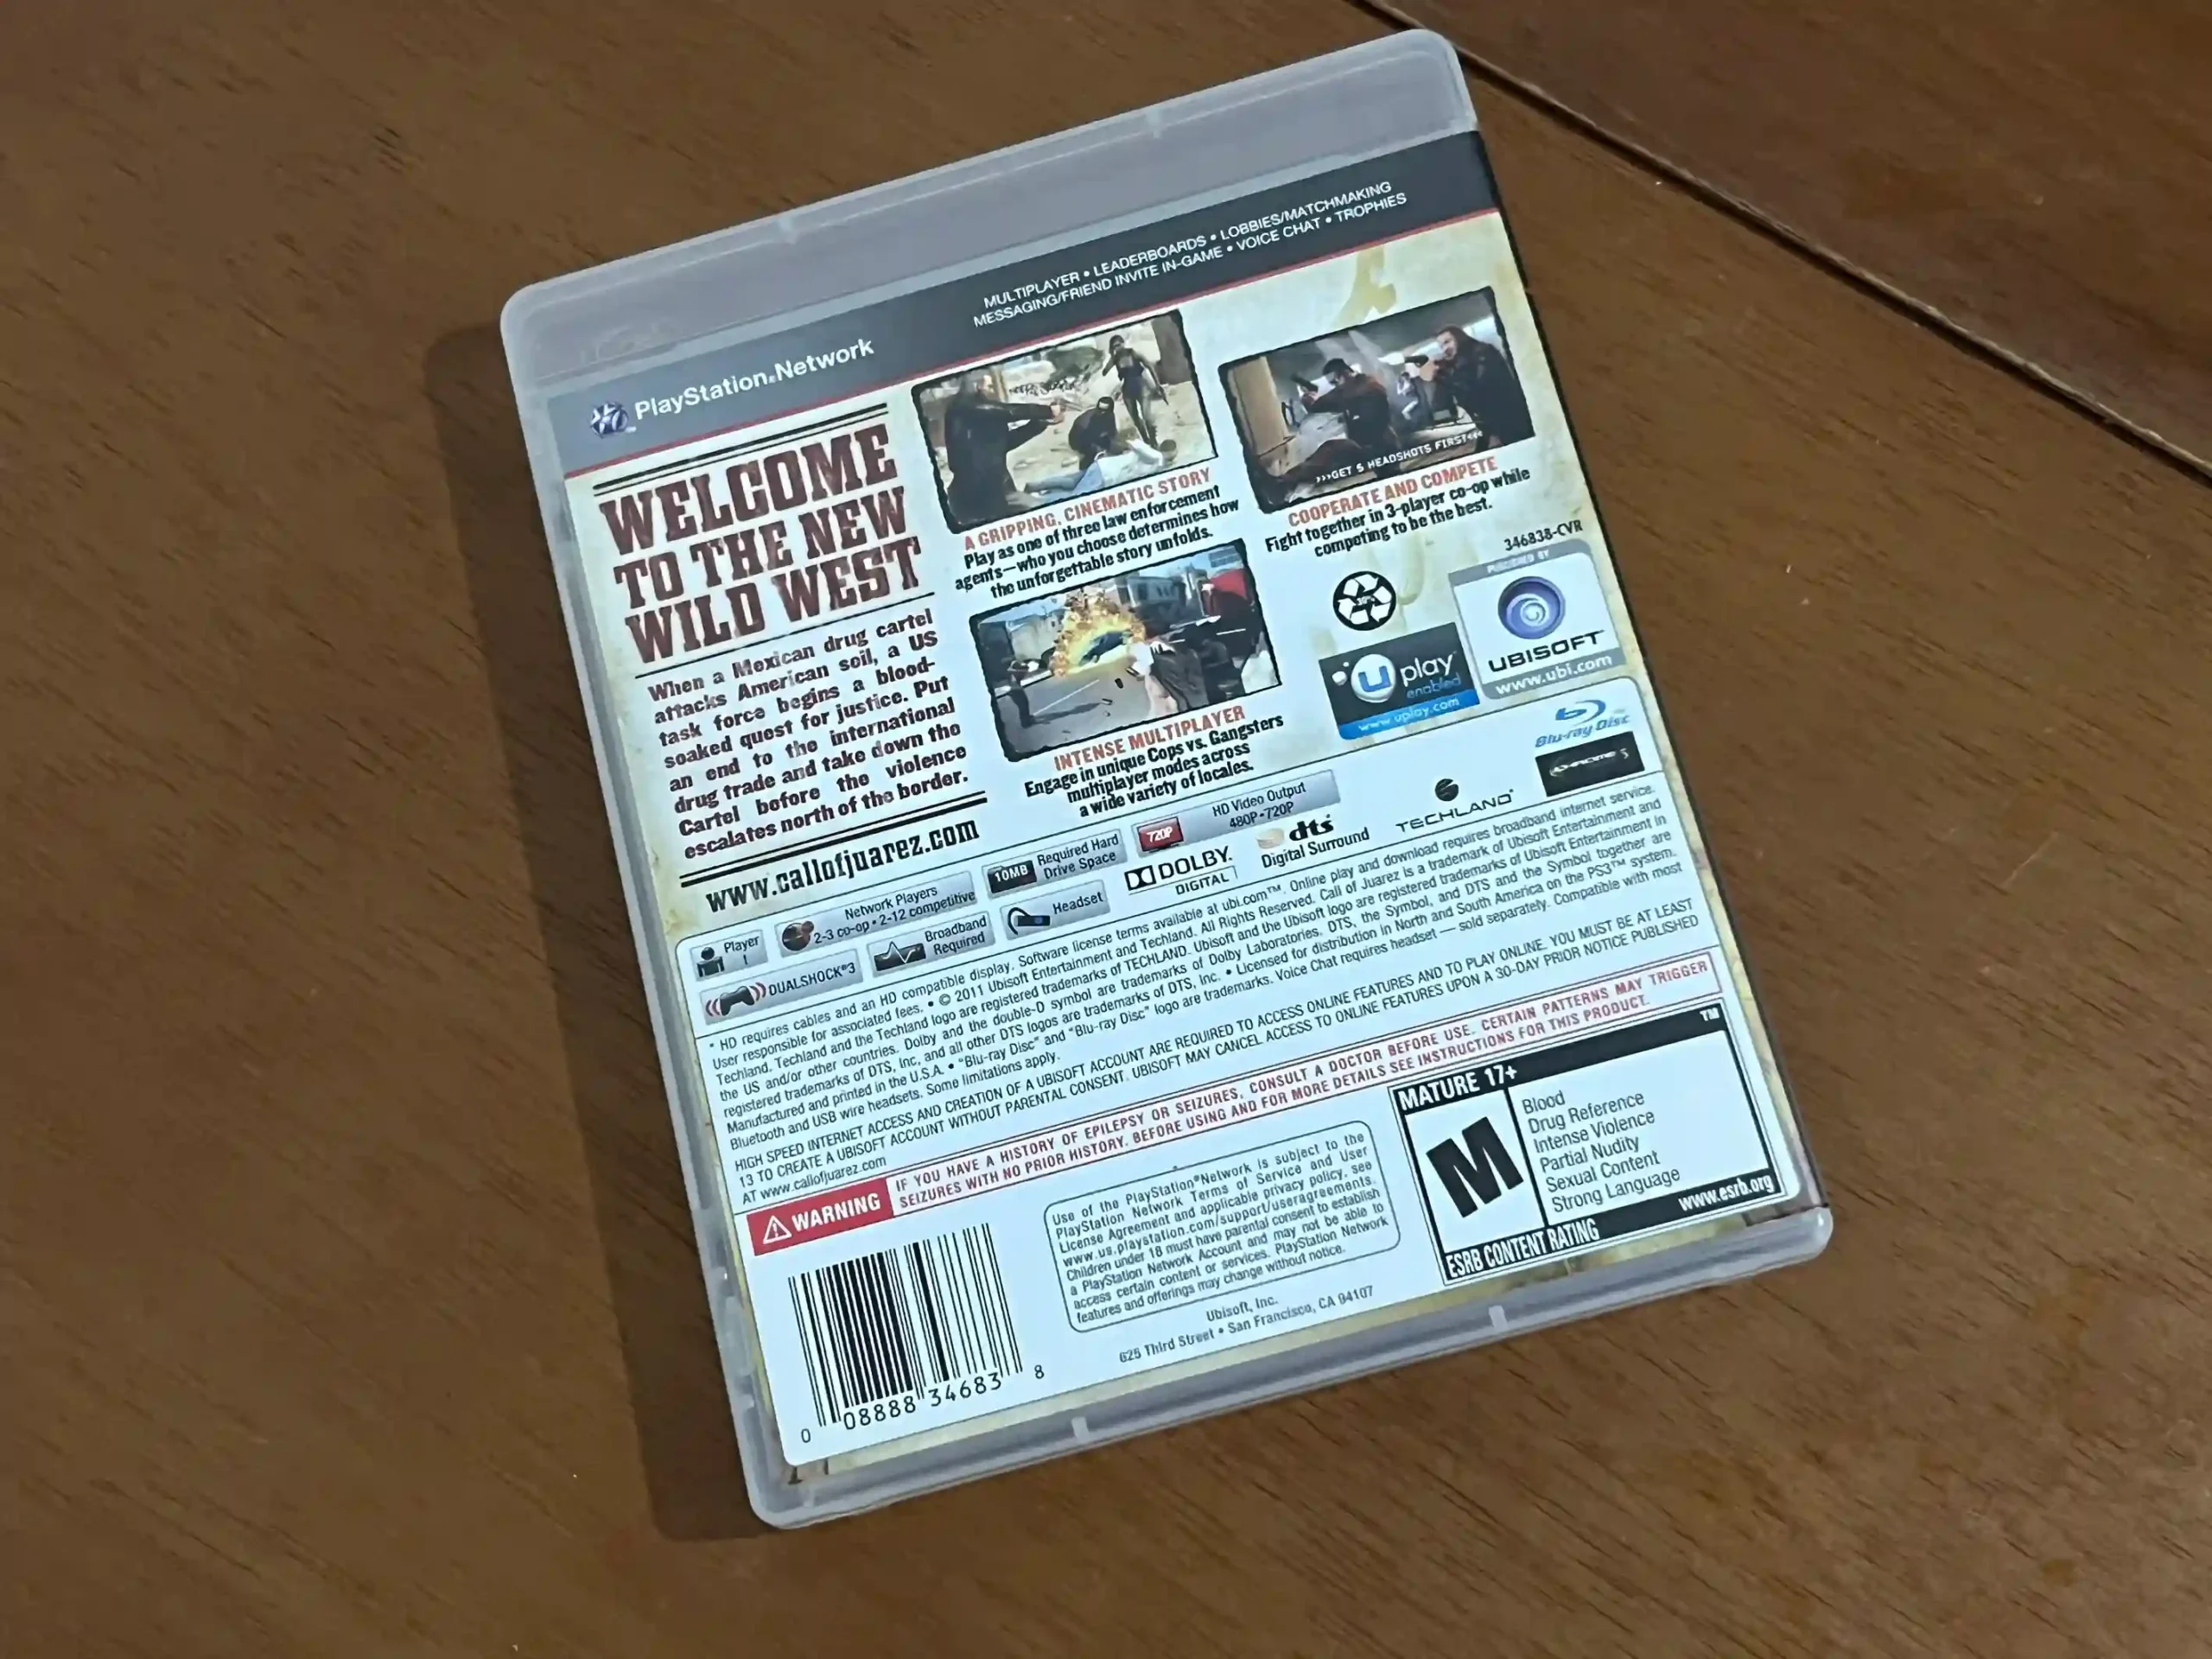 PlayStation®Network
MULTIPLAYER • LEADERBOARDS • LOBBIES/MATCHMAKING
MESSAGING/FRIEND INVITE IN-GAME • VOICE CHAT • TROPHIES
WELCOME
TO THE NEW
WILD WEST
When a Mexican drug cartel
attacks American soil, a US
task force begins a blood-
soaked quest for justice. Put
an end to the international
drug trade and take down the
Cartel before the violence
escalates north of the border.
www.callofjuarez.com
A GRIPPING, CINEMATIC STORY
Play as one of three law enforcement
agents—who you choose determines how
the unforgettable story unfolds.
>>>GET 5 HEADSHOTS FIRST<<<
COOPERATE AND COMPETE
Fight together in 3-player co-op while
competing to be the best.
INTENSE MULTIPLAYER
Engage in unique Cops vs. Gangsters
multiplayer modes across
a wide variety of locales.
346838-CVR
PUBLISHED BY
UBISOFT
www.ubi.com
u play
enabled
www.uplay.com
Blu-ray Disc
CHROME 5
TECHLAND
Player
1
Network Players
2-3 co-op • 2-12 competitive
10MB
Required Hard
Drive Space
720P
HD Video Output
480P-720P
DUALSHOCK®3
Broadband
Required
Headset
DOLBY.
DIGITAL
dts
Digital Surround
* HD requires cables and an HD compatible display. Software license terms available at ubi.com™. Online play and download requires broadband internet service.
User responsible for associated fees. • © 2011 Ubisoft Entertainment and Techland. All Rights Reserved. Call of Juarez is a trademark of Ubisoft Entertainment and
Techland. Techland and the Techland logo are registered trademarks of TECHLAND. Ubisoft and the Ubisoft logo are registered trademarks of Ubisoft Entertainment in
the US and/or other countries. Dolby and the double-D symbol are trademarks of Dolby Laboratories. DTS, the Symbol, and DTS and the Symbol together are
registered trademarks of DTS, Inc, and all other DTS logos are trademarks of DTS, Inc. • Licensed for distribution in North and South America on the PS3™ system.
Manufactured and printed in the U.S.A. • "Blu-ray Disc" and "Blu-ray Disc" logo are trademarks. Voice Chat requires headset — sold separately. Compatible with most
Bluetooth and USB wire headsets. Some limitations apply.
HIGH SPEED INTERNET ACCESS AND CREATION OF A UBISOFT ACCOUNT ARE REQUIRED TO ACCESS ONLINE FEATURES AND TO PLAY ONLINE. YOU MUST BE AT LEAST
13 TO CREATE A UBISOFT ACCOUNT WITHOUT PARENTAL CONSENT. UBISOFT MAY CANCEL ACCESS TO ONLINE FEATURES UPON A 30-DAY PRIOR NOTICE PUBLISHED
AT www.callofjuarez.com
WARNING
IF YOU HAVE A HISTORY OF EPILEPSY OR SEIZURES, CONSULT A DOCTOR BEFORE USE. CERTAIN PATTERNS MAY TRIGGER
SEIZURES WITH NO PRIOR HISTORY. BEFORE USING AND FOR MORE DETAILS SEE INSTRUCTIONS FOR THIS PRODUCT.
0 08888 34683 8
Use of the PlayStation®Network is subject to the
PlayStation Network Terms of Service and User
License Agreement and applicable privacy policy, see
www.us.playstation.com/support/useragreements.
Children under 18 must have parental consent to establish
a PlayStation Network Account and may not be able to
access certain content or services. PlayStation Network
features and offerings may change without notice.
Ubisoft, Inc.
625 Third Street • San Francisco, CA 94107
MATURE 17+
TM
M
Blood
Drug Reference
Intense Violence
Partial Nudity
Sexual Content
Strong Language
ESRB CONTENT RATING
www.esrb.org